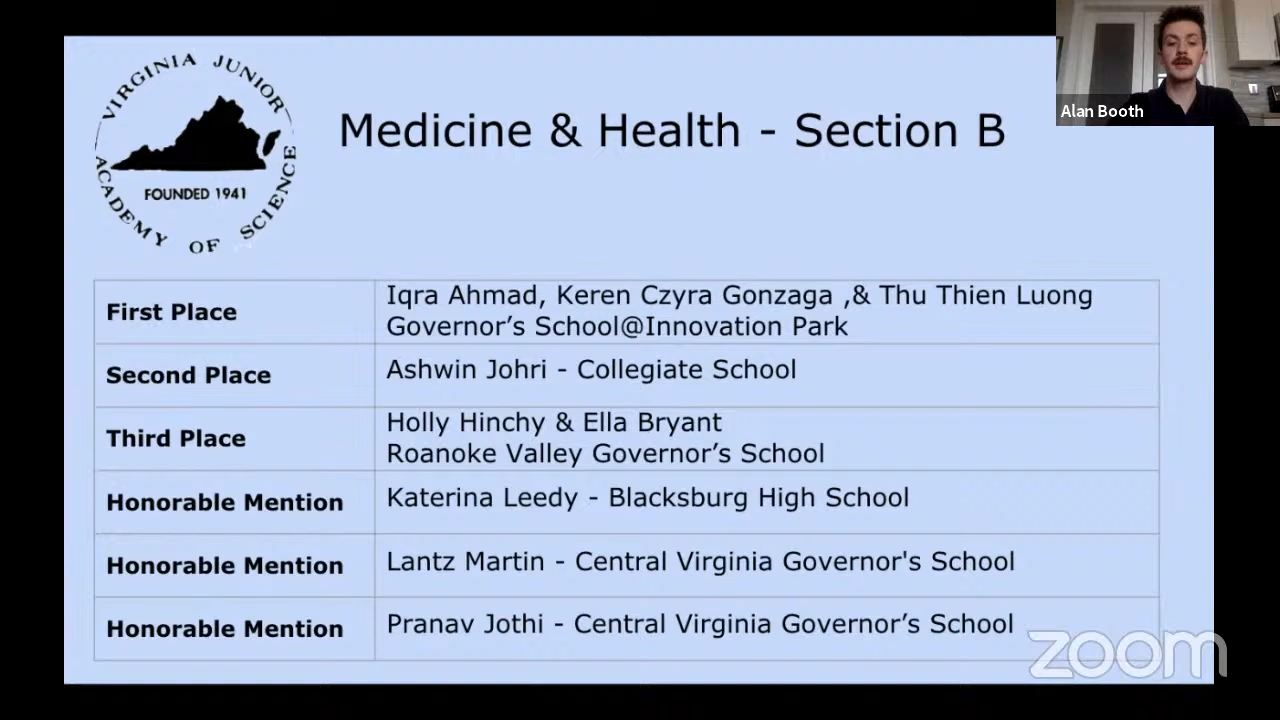 VIRGINIA JUNIOR
ACADEMY OF SCIENCE
FOUNDED 1941
Medicine & Health - Section B
Alan Booth
First Place
Iqra Ahmad, Keren Czyra Gonzaga ,& Thu Thien Luong
Governor’s School@Innovation Park
Second Place
Ashwin Johri - Collegiate School
Third Place
Holly Hinchy & Ella Bryant
Roanoke Valley Governor’s School
Honorable Mention
Katerina Leedy - Blacksburg High School
Honorable Mention
Lantz Martin - Central Virginia Governor's School
Honorable Mention
Pranav Jothi - Central Virginia Governor’s School
zoom